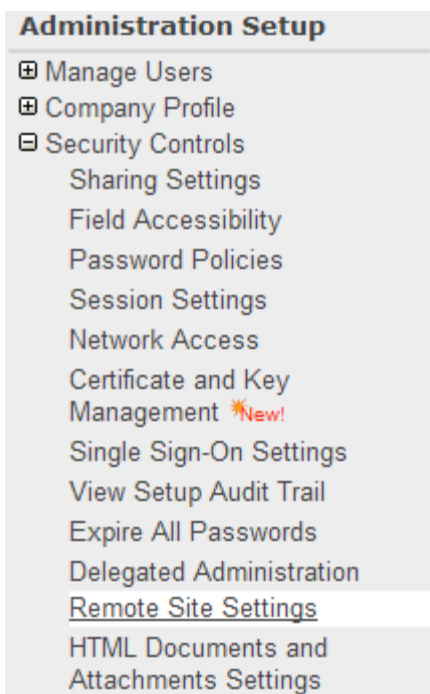 Administration Setup
Manage Users
Company Profile
Security Controls
Sharing Settings
Field Accessibility
Password Policies
Session Settings
Network Access
Certificate and Key
Management New!
Single Sign-On Settings
View Setup Audit Trail
Expire All Passwords
Delegated Administration
Remote Site Settings
HTML Documents and
Attachments Settings